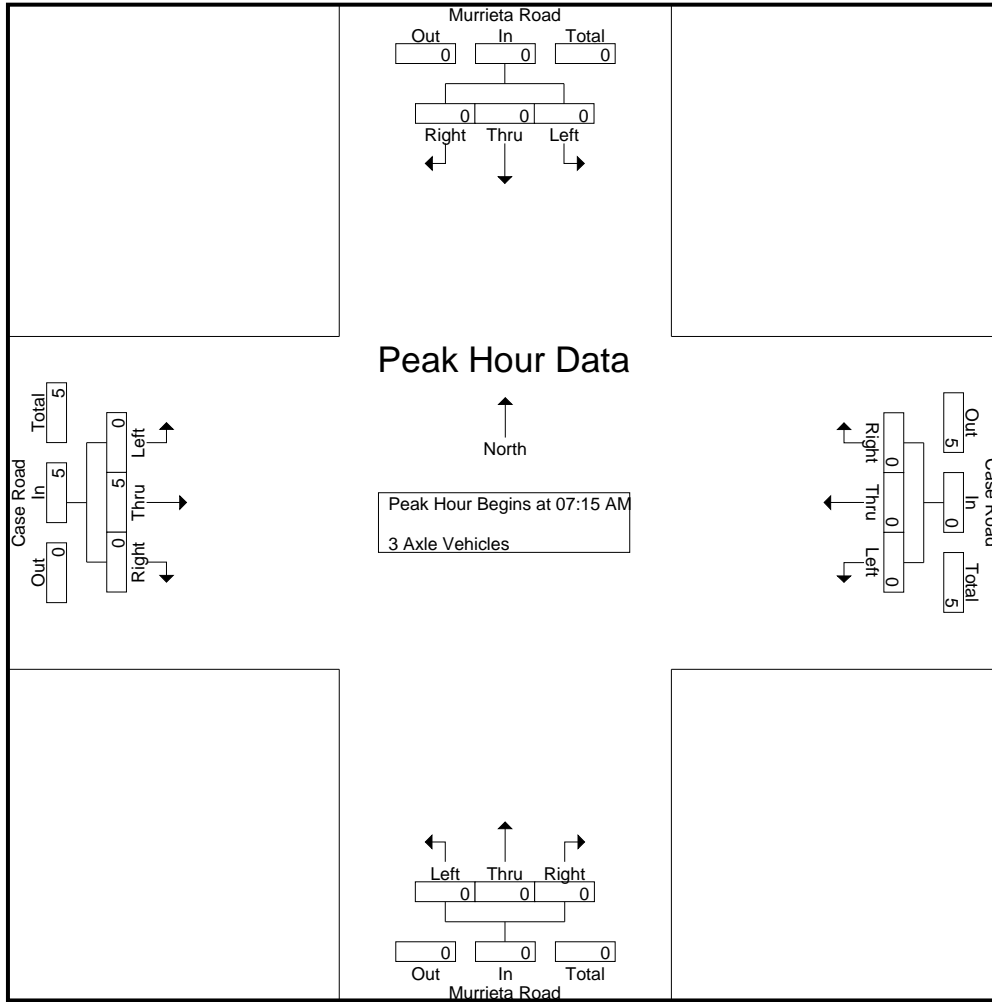 Murrieta Road
Out In Total
0 0 0
0 0 0
Right Thru Left
Peak Hour Data
North
Peak Hour Begins at 07:15 AM
3 Axle Vehicles
Case Road
Out In Total
0 5 5
Left Thru Right
0 5 0
Case Road
Out In Total
5 0 5
Right Thru Left
0 0 0
Left Thru Right
0 0 0
0 0 0
Out In Total
Murrieta Road